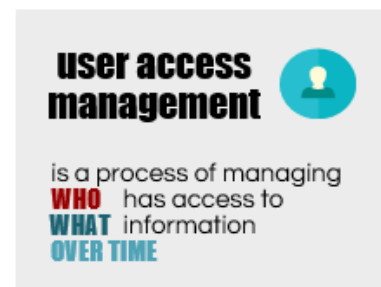 user access
management
is a process of managing
WHO has access to
WHAT information
OVER TIME